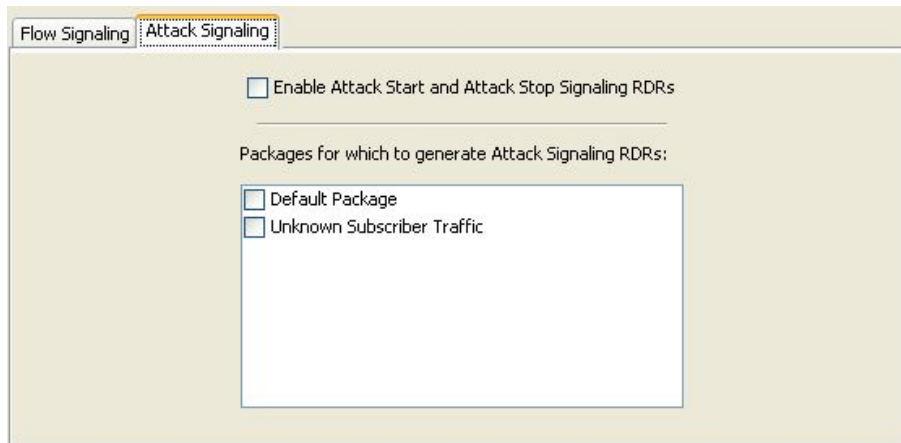 Flow Signaling Attack Signaling
Enable Attack Start and Attack Stop Signaling RDRs
Packages for which to generate Attack Signaling RDRs:
Default Package
Unknown Subscriber Traffic